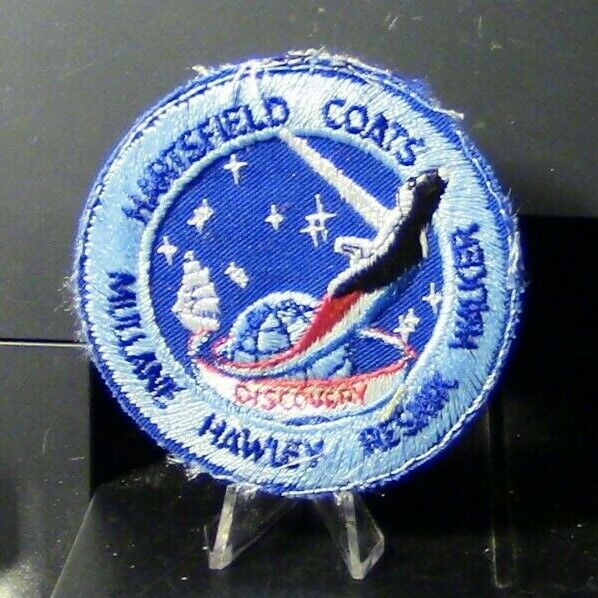 HARTSFIELD COATS
WALKER
MULLANE HAWLEY RESNIK
DISCOVERY